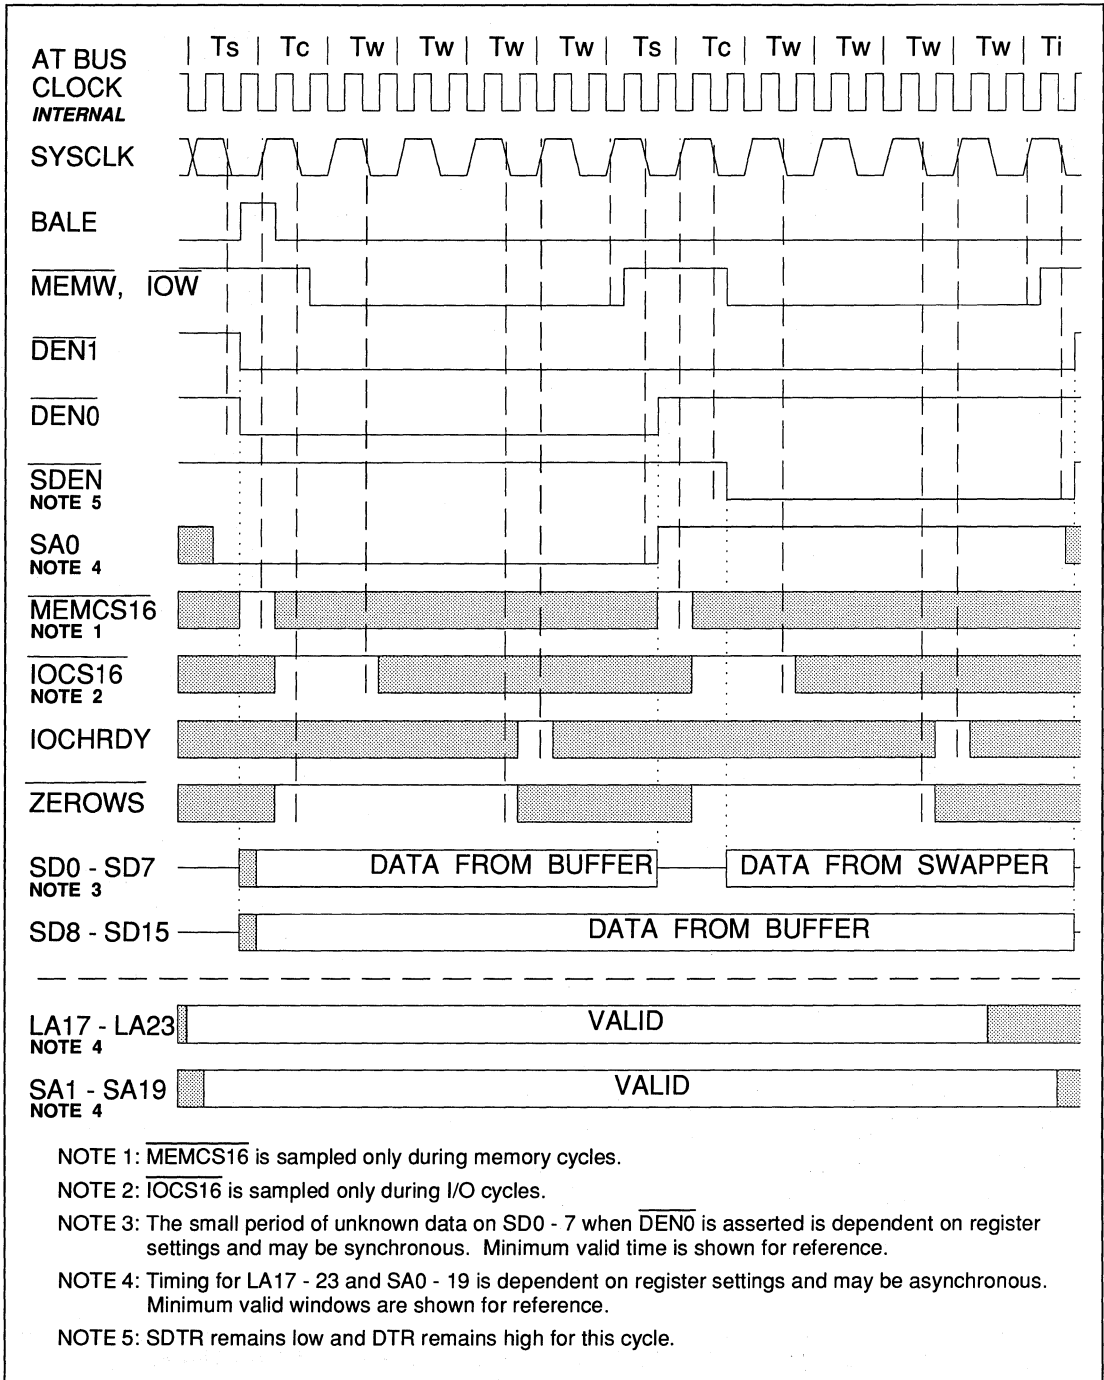 Ts | Tc | Tw | Tw | Tw | Tw | Ts | Tc | Tw | Tw | Tw | Tw | Ti
AT BUS
CLOCK
INTERNAL
SYSCLK
BALE
MEMW, IOW
DEN1
DEN0
SDEN
NOTE 5
SA0
NOTE 4
MEMCS16
NOTE 1
IOCS16
NOTE 2
IOCHRDY
ZEROWS
SD0 - SD7 DATA FROM BUFFER DATA FROM SWAPPER
NOTE 3
SD8 - SD15 DATA FROM BUFFER
LA17 - LA23 VALID
NOTE 4
SA1 - SA19 VALID
NOTE 4
NOTE 1: MEMCS16 is sampled only during memory cycles.
NOTE 2: IOCS16 is sampled only during I/O cycles.
NOTE 3: The small period of unknown data on SD0 - 7 when DEN0 is asserted is dependent on register
settings and may be synchronous. Minimum valid time is shown for reference.
NOTE 4: Timing for LA17 - 23 and SA0 - 19 is dependent on register settings and may be asynchronous.
Minimum valid windows are shown for reference.
NOTE 5: SDTR remains low and DTR remains high for this cycle.